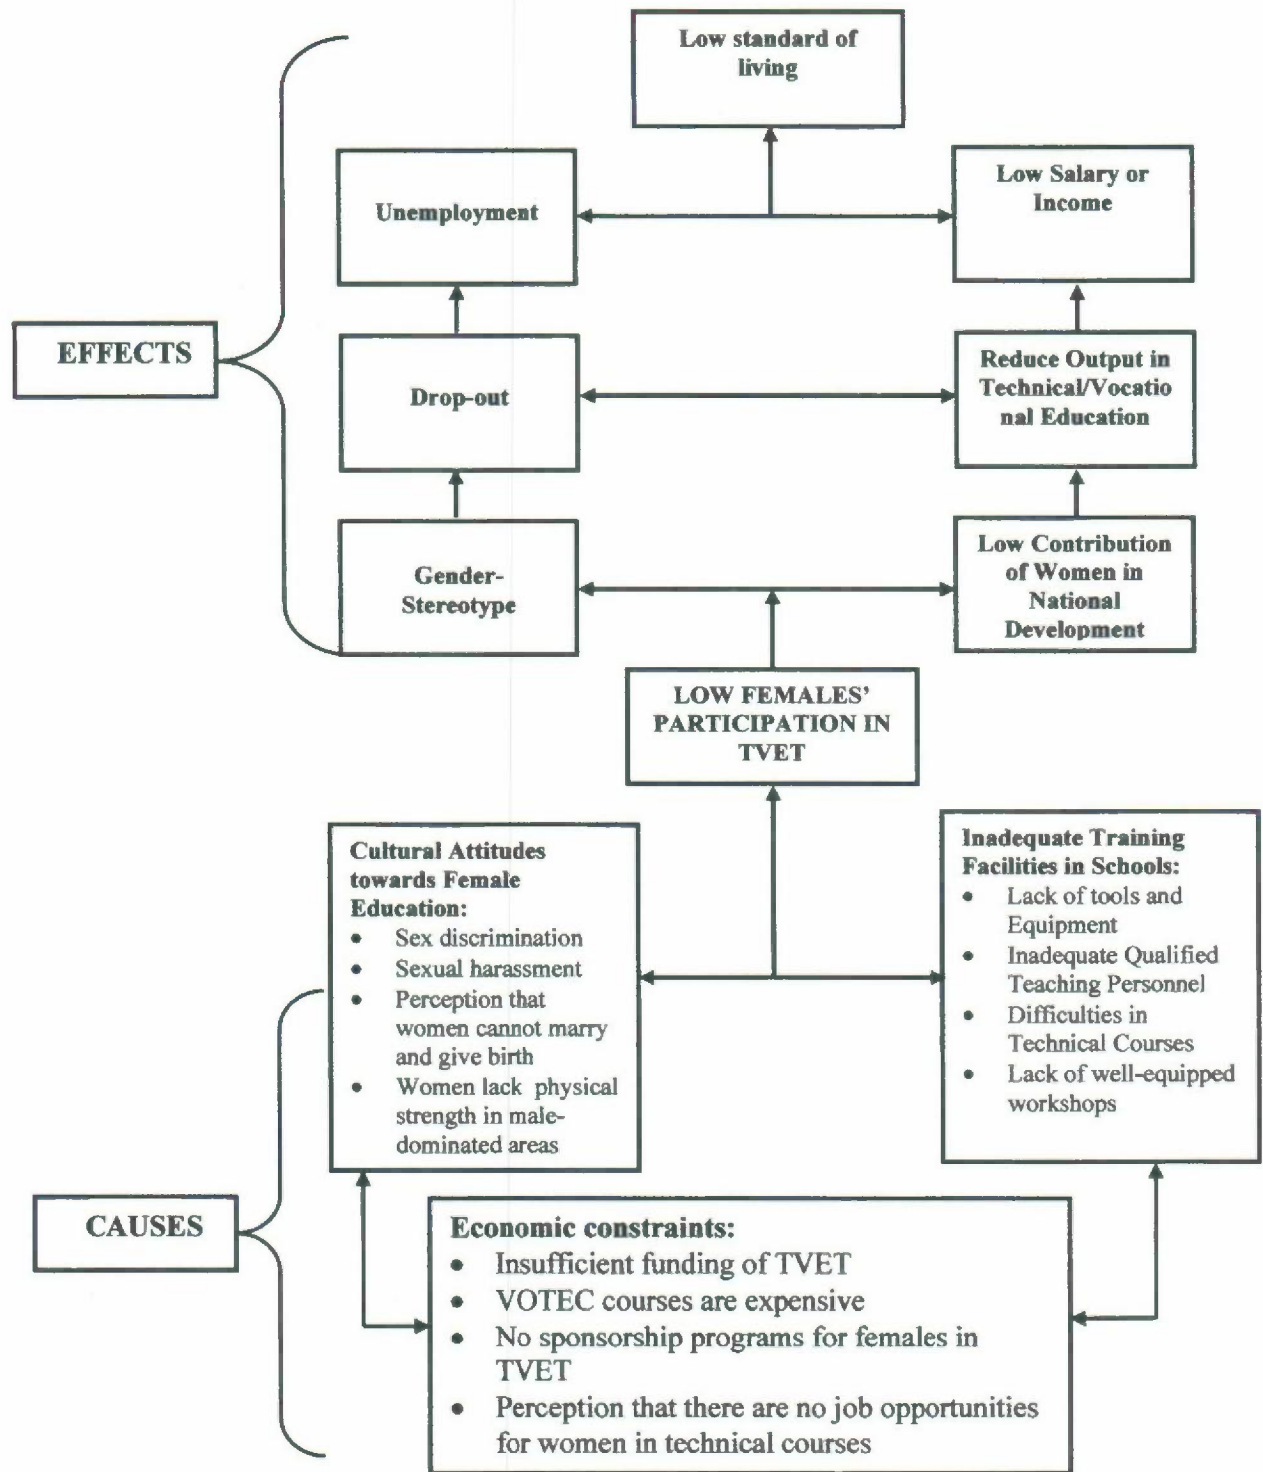 Low standard of
living
Unemployment
Low Salary or
Income
EFFECTS
Drop-out
Reduce Output in
Technical/Vocatio
nal Education
Gender-
Stereotype
Low Contribution
of Women in
National
Development
LOW FEMALES'
PARTICIPATION IN
TVET
Cultural Attitudes
towards Female
Education:
• Sex discrimination
• Sexual harassment
• Perception that
women cannot marry
and give birth
• Women lack physical
strength in male-
dominated areas
Inadequate Training
Facilities in Schools:
• Lack of tools and
Equipment
• Inadequate Qualified
Teaching Personnel
• Difficulties in
Technical Courses
• Lack of well-equipped
workshops
CAUSES
Economic constraints:
• Insufficient funding of TVET
• VOTEC courses are expensive
• No sponsorship programs for females in
TVET
• Perception that there are no job opportunities
for women in technical courses